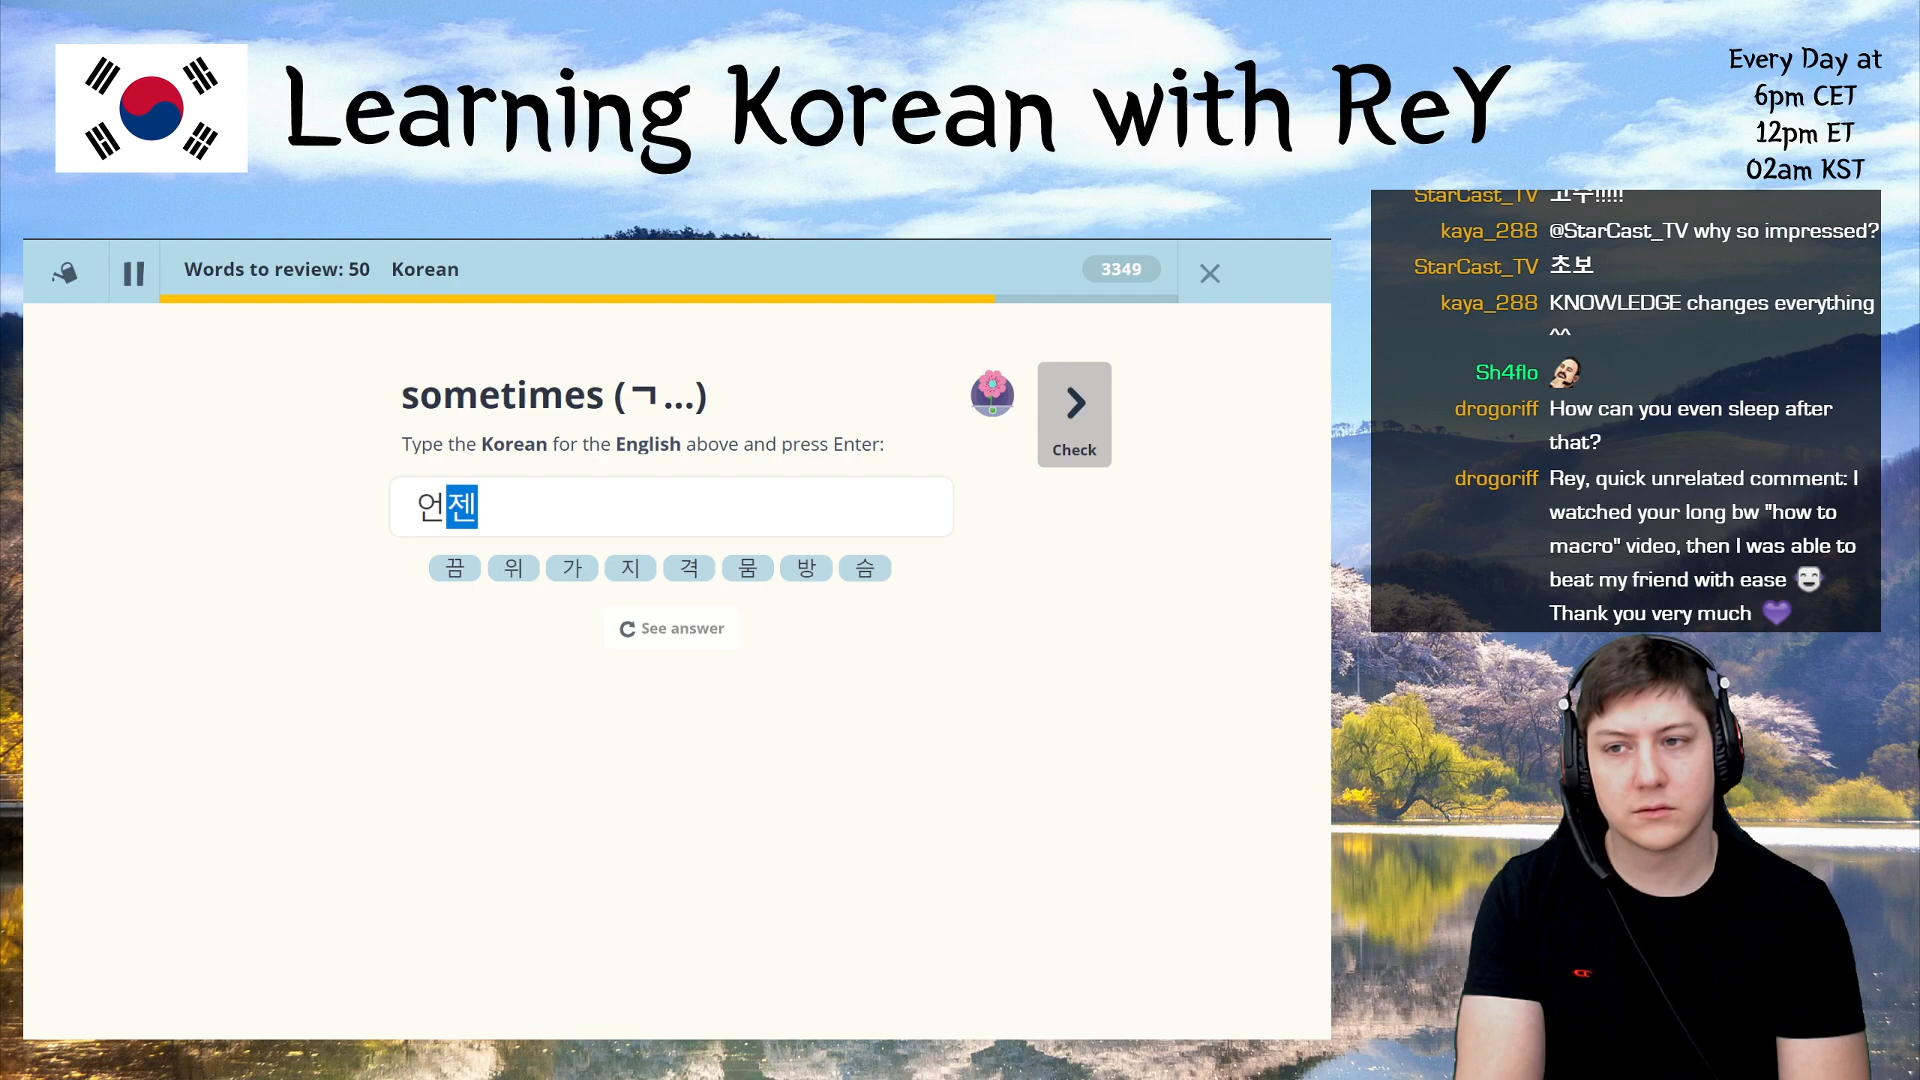 Learning Korean with ReY
Every Day at
6pm CET
12pm ET
02am KST
Words to review: 50 Korean
3349
sometimes (ㄱ...)
Type the Korean for the English above and press Enter:
Check
언젠
끔 위 가 지 격 뭄 방 슴
See answer
StarCast_TV 고수!!!!!
kaya_288 @StarCast_TV why so impressed?
StarCast_TV 초보
kaya_288 KNOWLEDGE changes everything
^^
Sh4flo
drogoriff How can you even sleep after
that?
drogoriff Rey, quick unrelated comment: I
watched your long bw "how to
macro" video, then I was able to
beat my friend with ease
Thank you very much